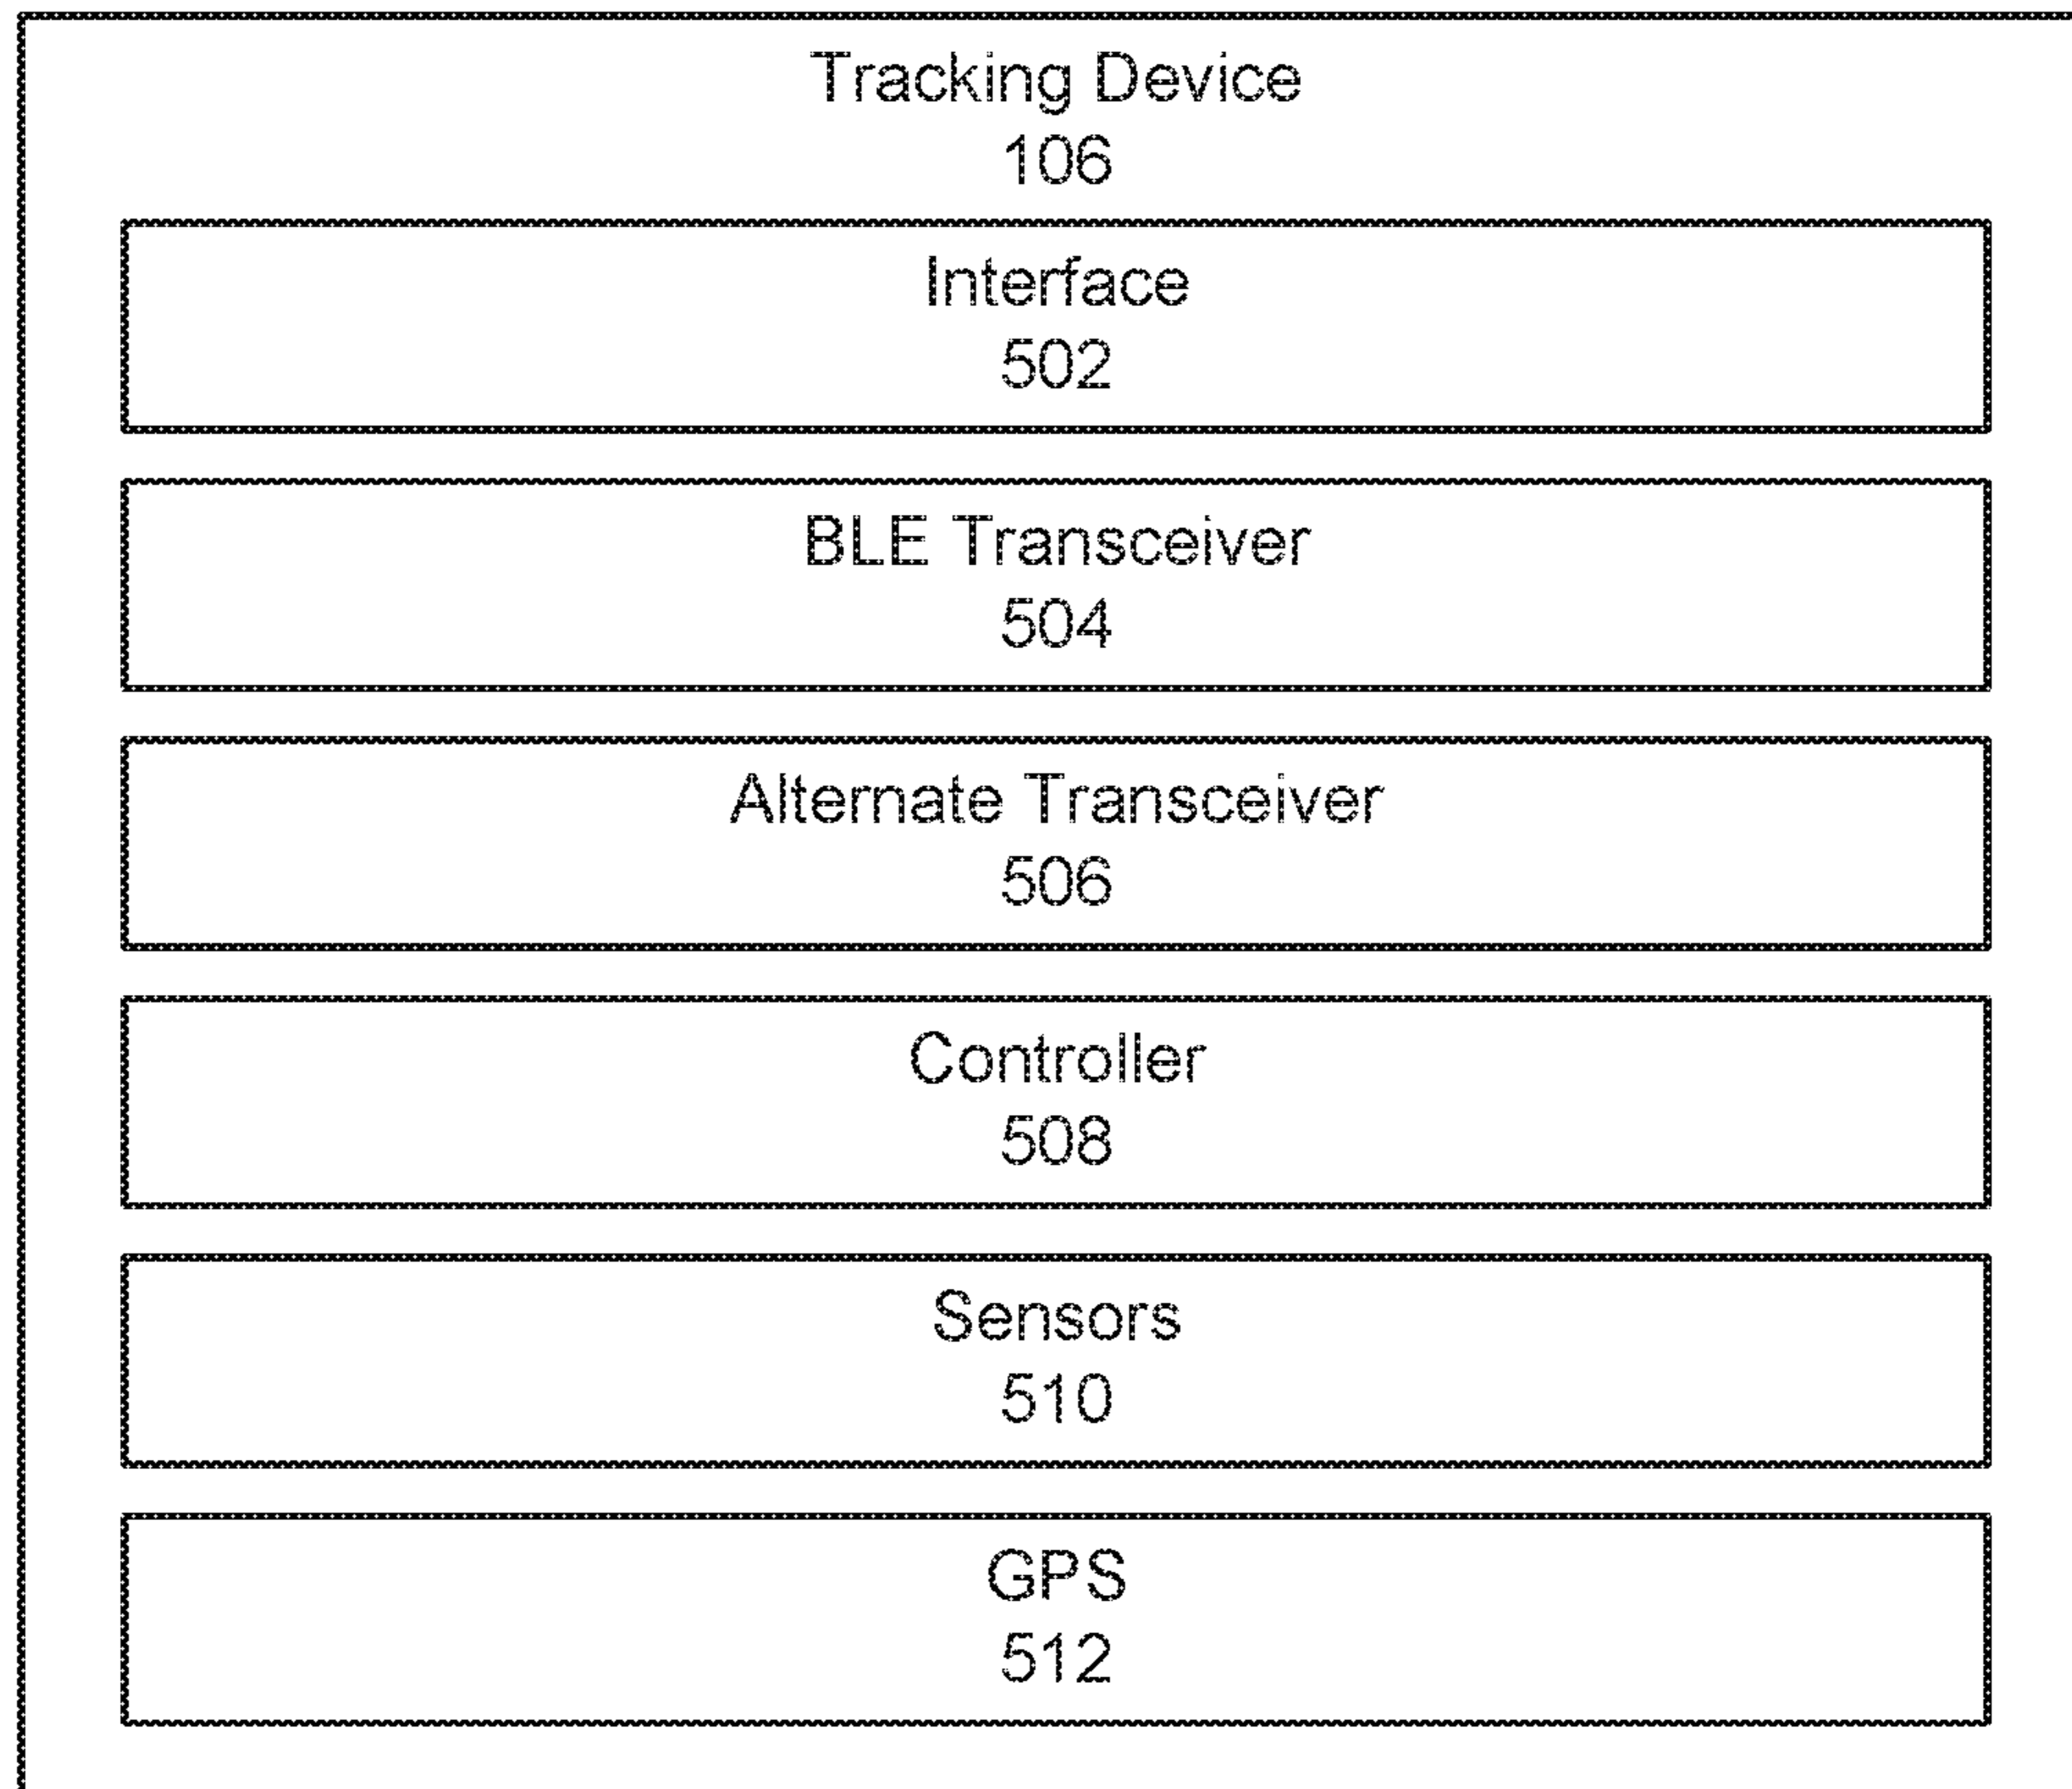 Tracking Device
106
Interface
502
BLE Transceiver
504
Alternate Transceiver
506
Controller
508
Sensors
510
GPS
512